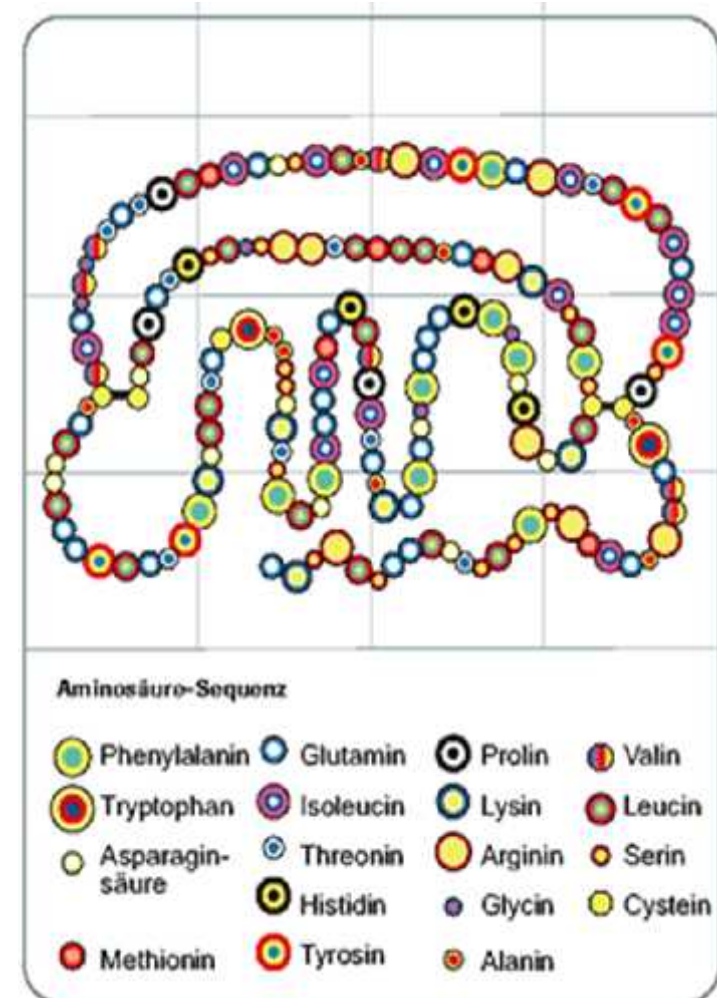 Aminosäure-Sequenz
Phenylalanin
Glutamin
Prolin
Valin
Tryptophan
Isoleucin
Lysin
Leucin
Asparagin-
säure
Threonin
Arginin
Serin
Histidin
Glycin
Cystein
Methionin
Tyrosin
Alanin